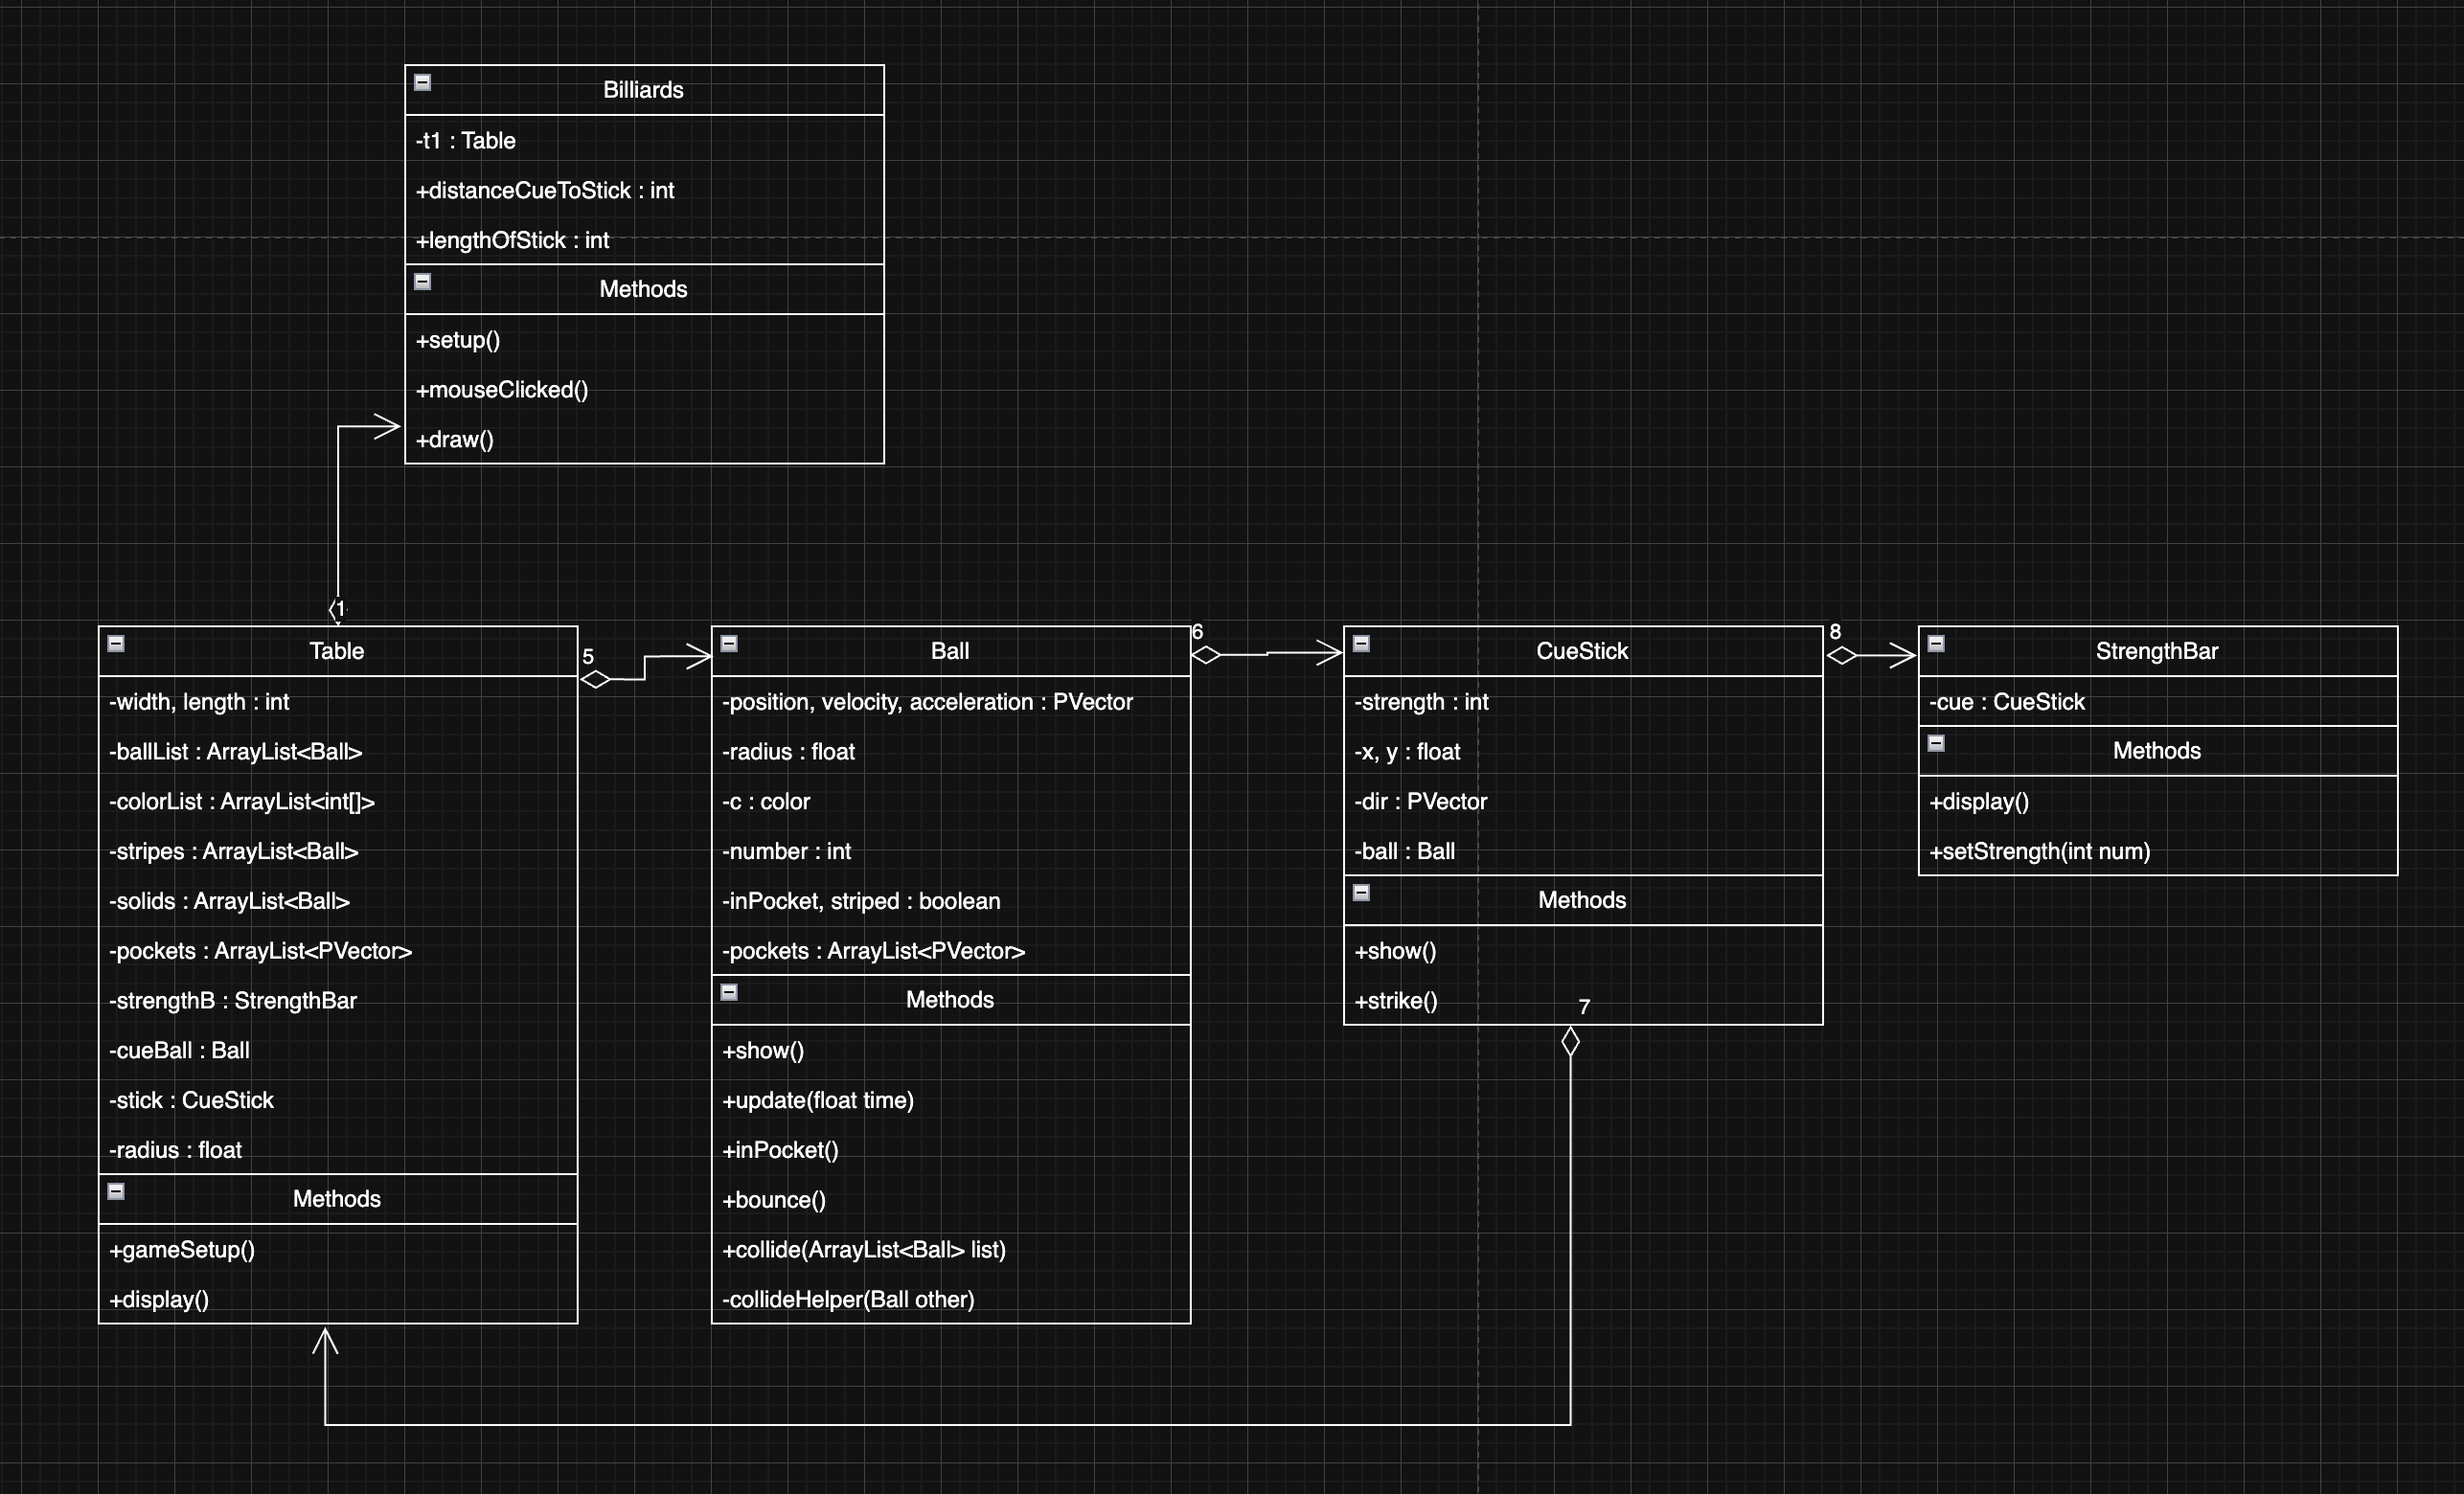 Billiards
-t1 : Table
+distanceCueToStick : int
+lengthOfStick : int
Methods
+setup()
+mouseClicked()
+draw()
1
Table
-width, length : int
-ballList : ArrayList<Ball>
-colorList : ArrayList<int[]>
-stripes : ArrayList<Ball>
-solids : ArrayList<Ball>
-pockets : ArrayList<PVector>
-strengthB : StrengthBar
-cueBall : Ball
-stick : CueStick
-radius : float
Methods
+gameSetup()
+display()
5
Ball
-position, velocity, acceleration : PVector
-radius : float
-c : color
-number : int
-inPocket, striped : boolean
-pockets : ArrayList<PVector>
Methods
+show()
+update(float time)
+inPocket()
+bounce()
+collide(ArrayList<Ball> list)
-collideHelper(Ball other)
6
CueStick
-strength : int
-x, y : float
-dir : PVector
-ball : Ball
Methods
+show()
+strike()
7
8
StrengthBar
-cue : CueStick
Methods
+display()
+setStrength(int num)